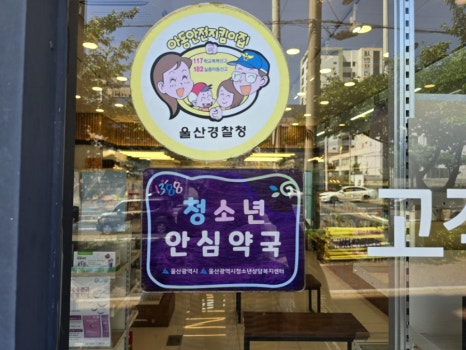 아동안전지킴이집
117 학교폭력신고
182 실종아동신고
울산경찰청
1388
청소년
안심약국
울산광역시 울산광역시청소년상담복지센터
고